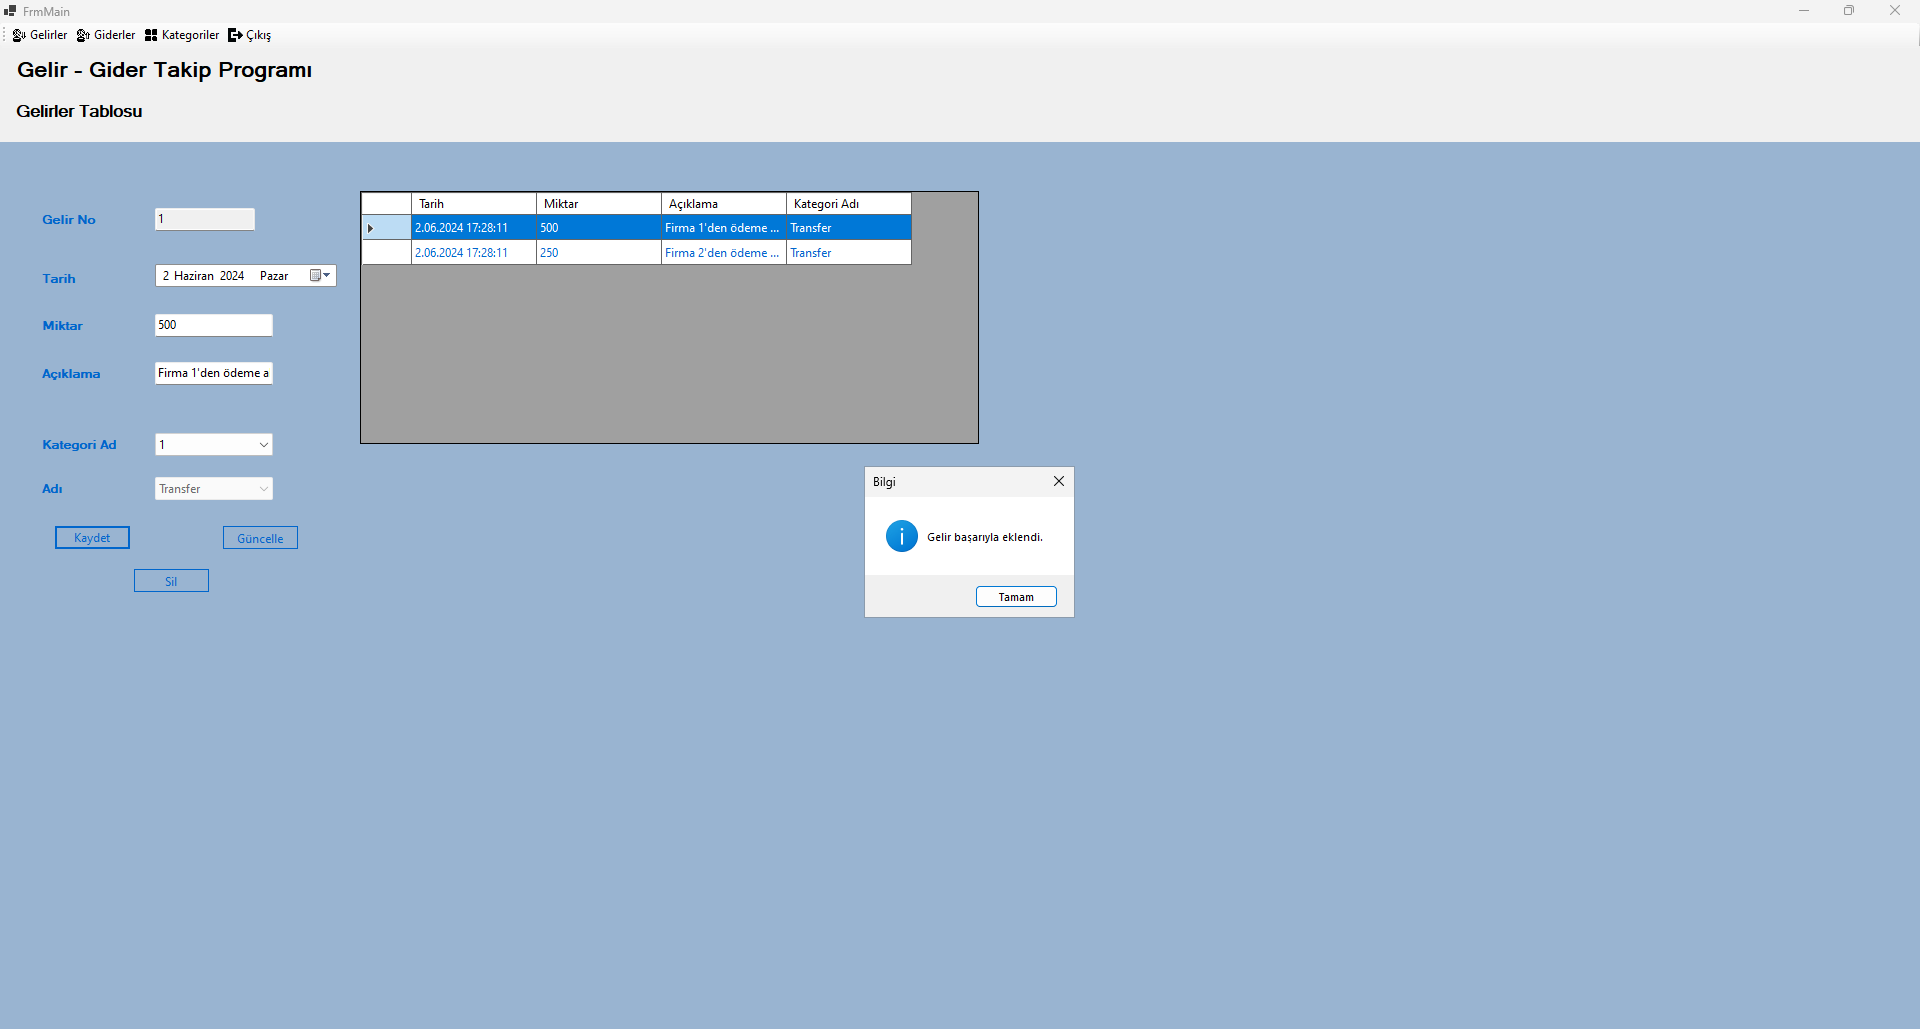 FrmMain
Gelirler Giderler Kategoriler Çıkış
Gelir - Gider Takip Programı
Gelirler Tablosu
Gelir No 1
Tarih 2 Haziran 2024 Pazar
Miktar 500
Açıklama Firma 1'den ödeme a
Kategori Ad 1
Adı Transfer
Kaydet Güncelle
Sil
Tarih Miktar Açıklama Kategori Adı
2.06.2024 17:28:11 500 Firma 1'den ödeme ... Transfer
2.06.2024 17:28:11 250 Firma 2'den ödeme ... Transfer
Bilgi
Gelir başarıyla eklendi.
Tamam